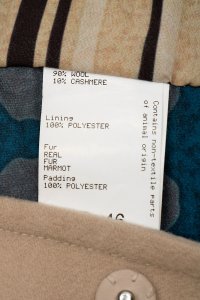 90% WOOL
10% CASHMERE
Lining
100% POLYESTER
Fur
REAL
FUR
MARMOT
Padding
100% POLYESTER
46
Contains non-textile parts
of animal origin